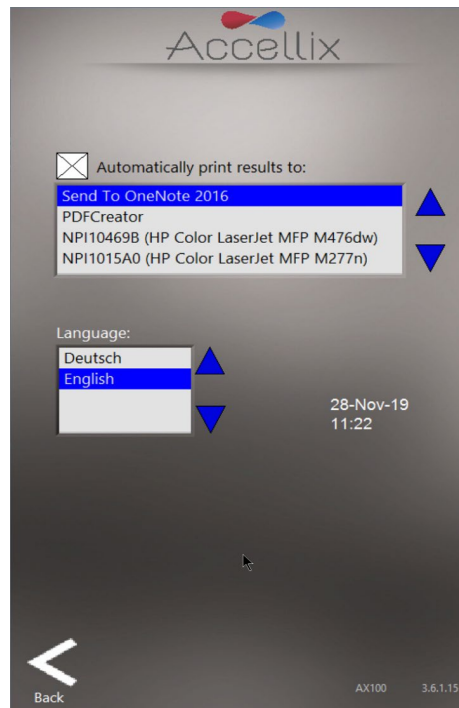 Accellix
Automatically print results to:
Send To OneNote 2016
PDFCreator
NPI10469B (HP Color LaserJet MFP M476dw)
NPI1015A0 (HP Color LaserJet MFP M277n)
Language:
Deutsch
English
28-Nov-19
11:22
Back
AX100 3.6.1.15